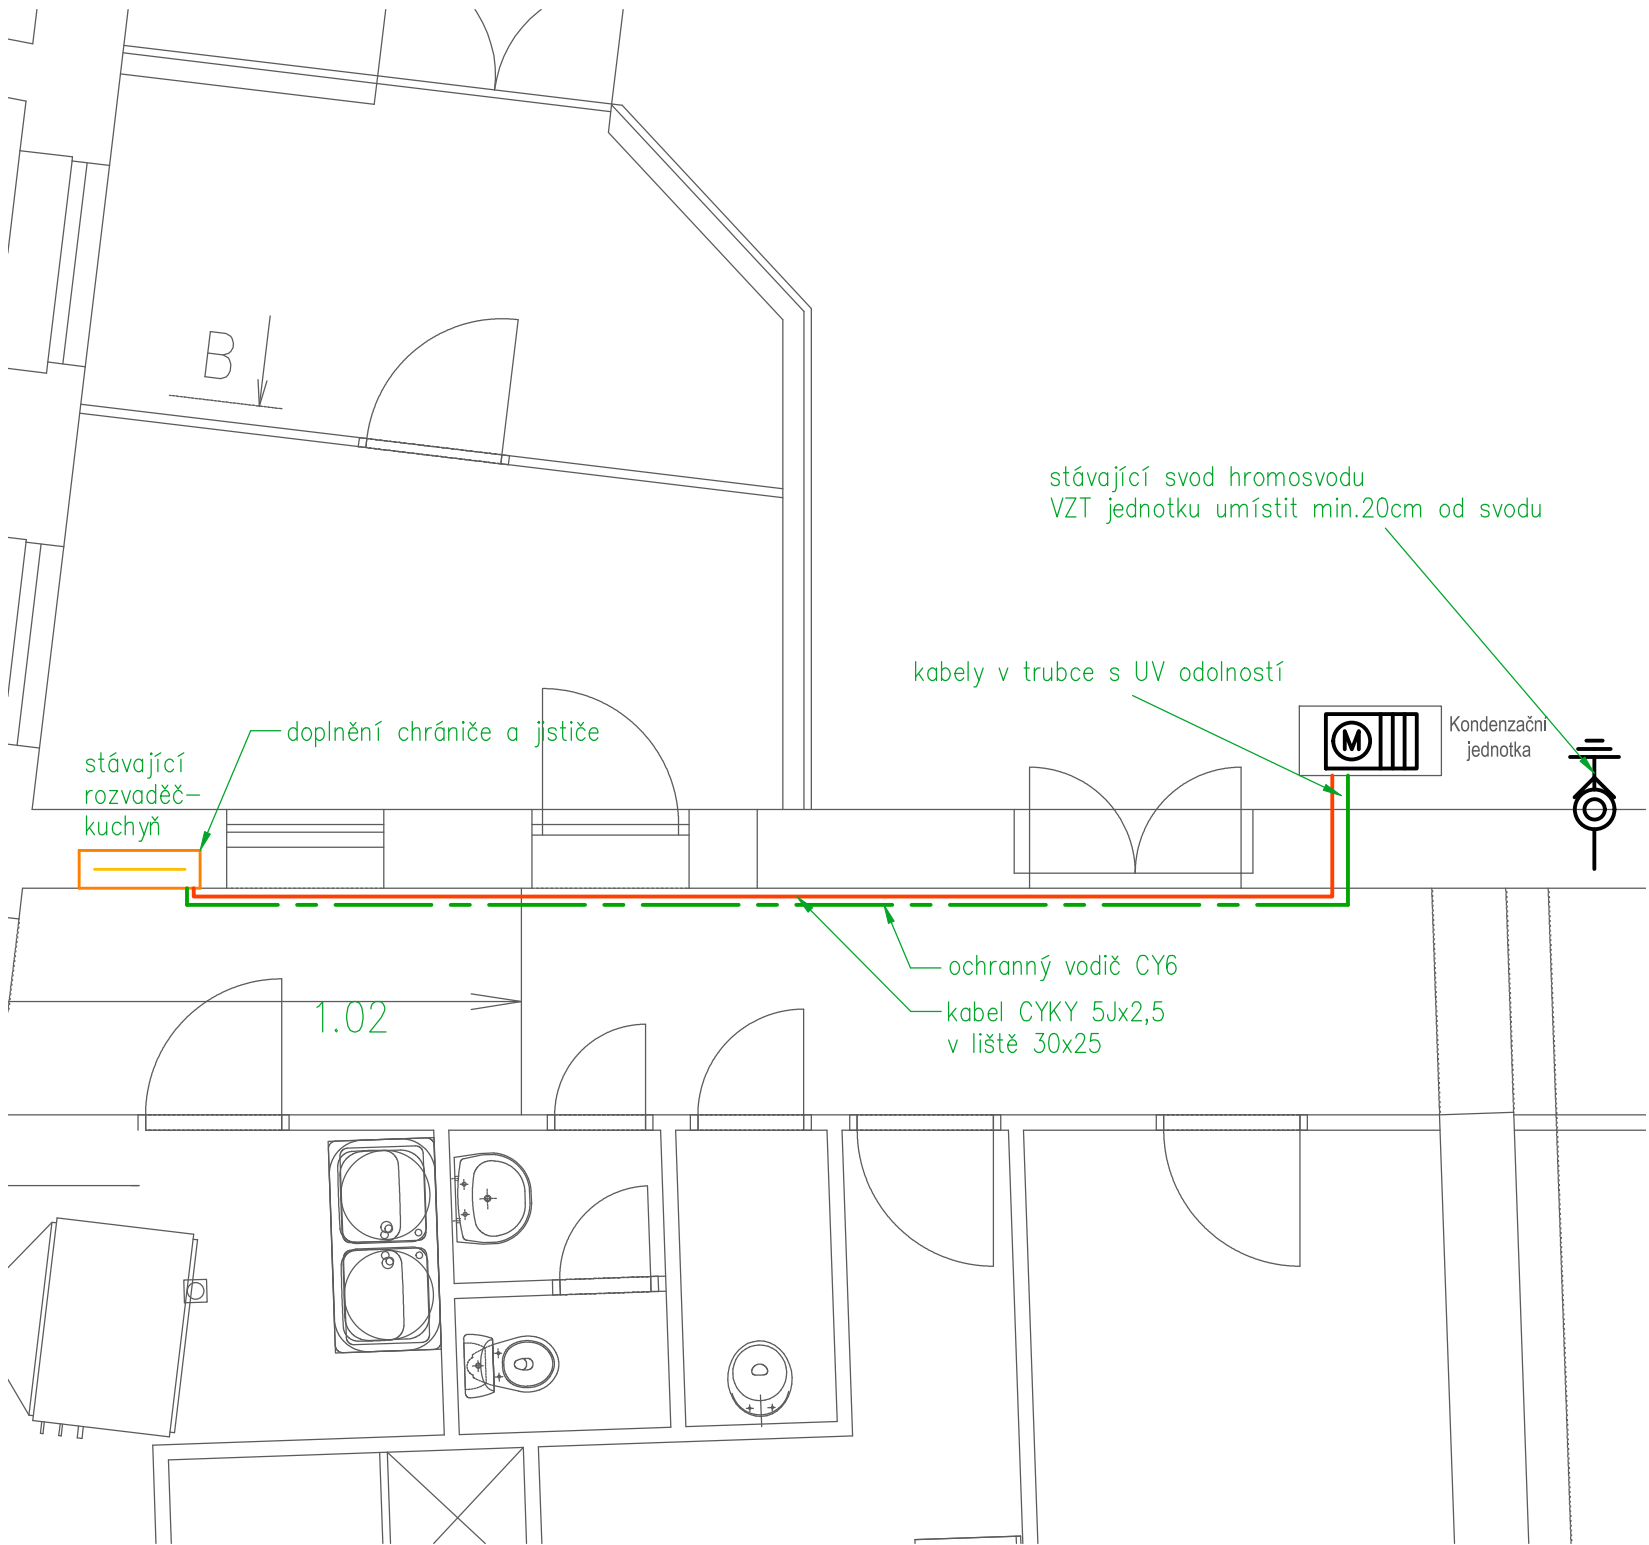 B
stávající svod hromosvodu
VZT jednotku umístit min.20cm od svodu
kabely v trubce s UV odolností
Kondenzační
jednotka
M
doplnění chrániče a jističe
stávající
rozvaděč–
kuchyň
ochranný vodič CY6
kabel CYKY 5Jx2,5
v liště 30x25
1.02